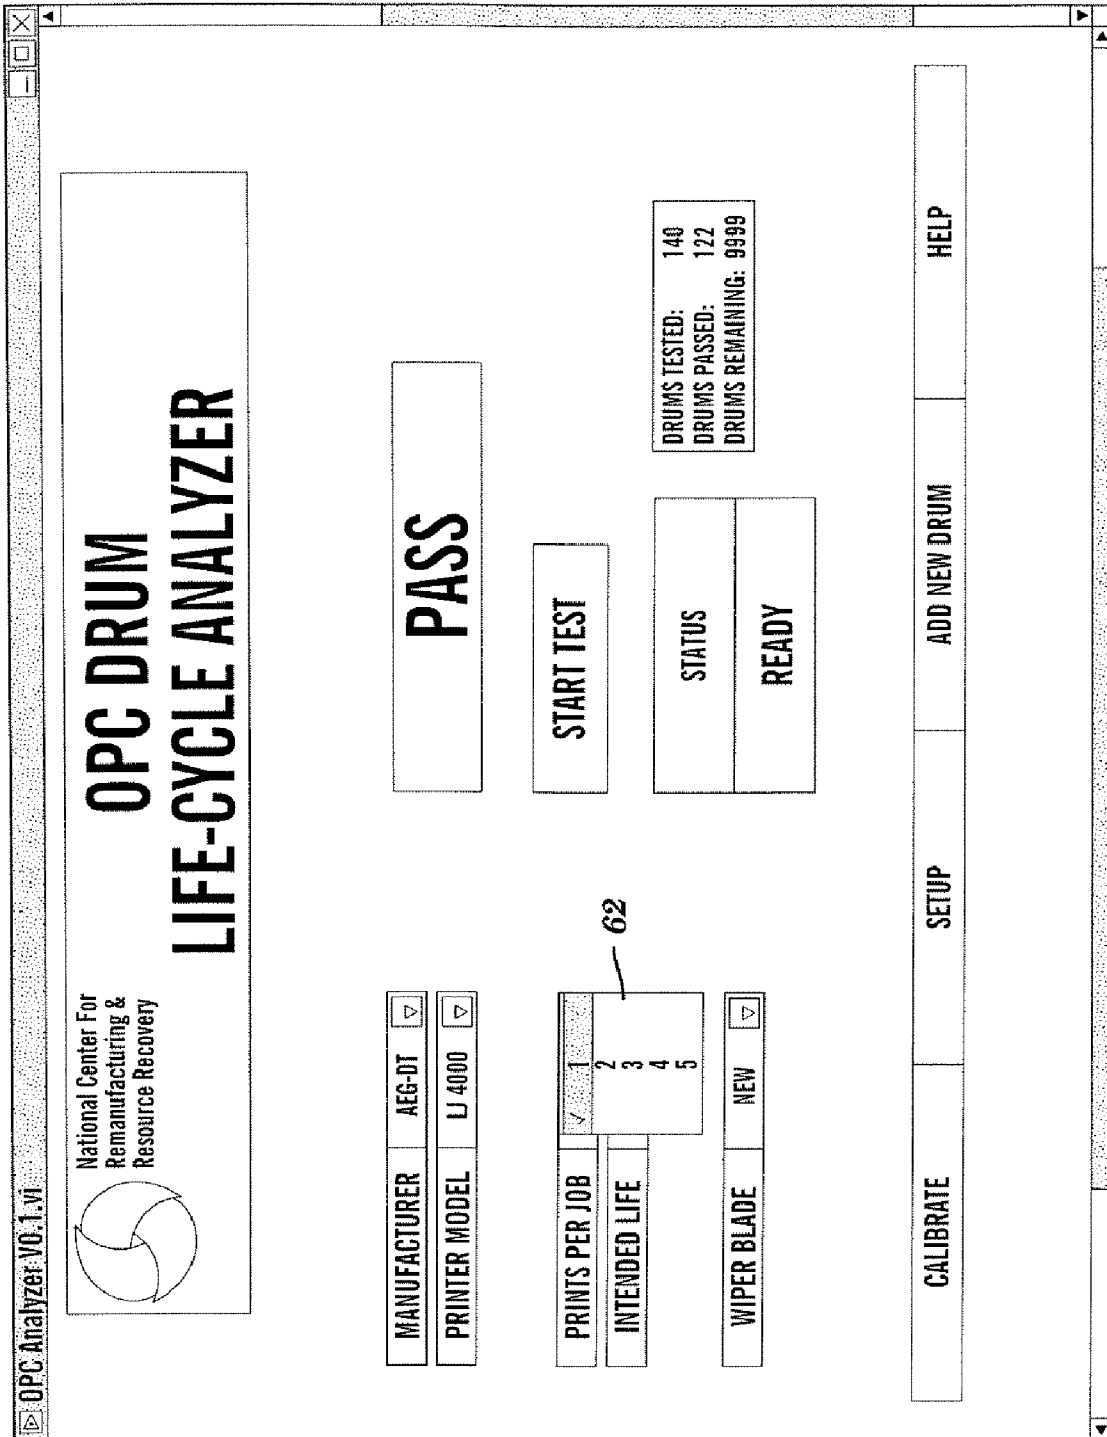 OPC Analyzer V0.1.vi
National Center For
Remanufacturing &
Resource Recovery
OPC DRUM
LIFE-CYCLE ANALYZER
MANUFACTURER AEG-DT
PRINTER MODEL LJ 4000
PASS
PRINTS PER JOB
INTENDED LIFE
✓ 1
2
3
4
5
62
START TEST
WIPER BLADE NEW
STATUS
READY
DRUMS TESTED: 140
DRUMS PASSED: 122
DRUMS REMAINING: 9999
CALIBRATE SETUP ADD NEW DRUM HELP